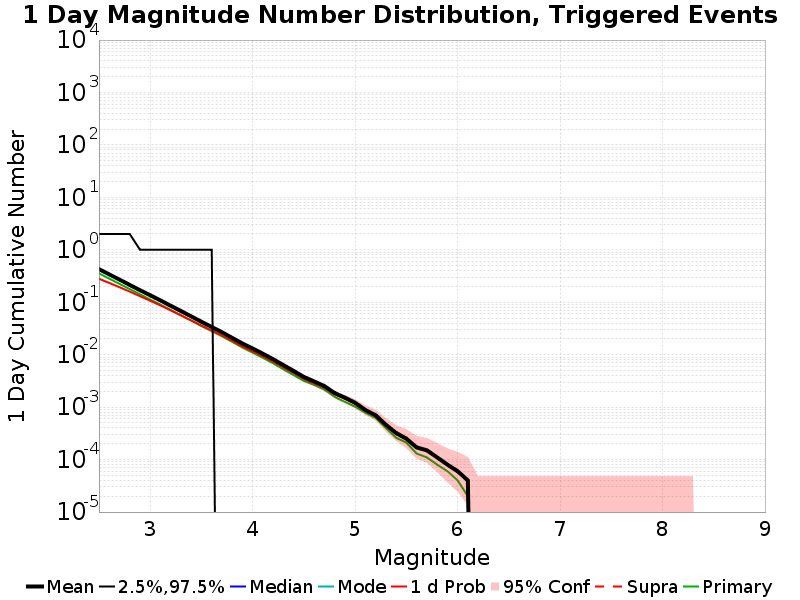 1 Day Magnitude Number Distribution, Triggered Events
10^4
10^3
10^2
10^1
10^0
10^-1
10^-2
10^-3
10^-4
10^-5
1 Day Cumulative Number
3 4 5 6 7 8 9
Magnitude
Mean 2.5%,97.5% Median Mode 1 d Prob 95% Conf Supra Primary